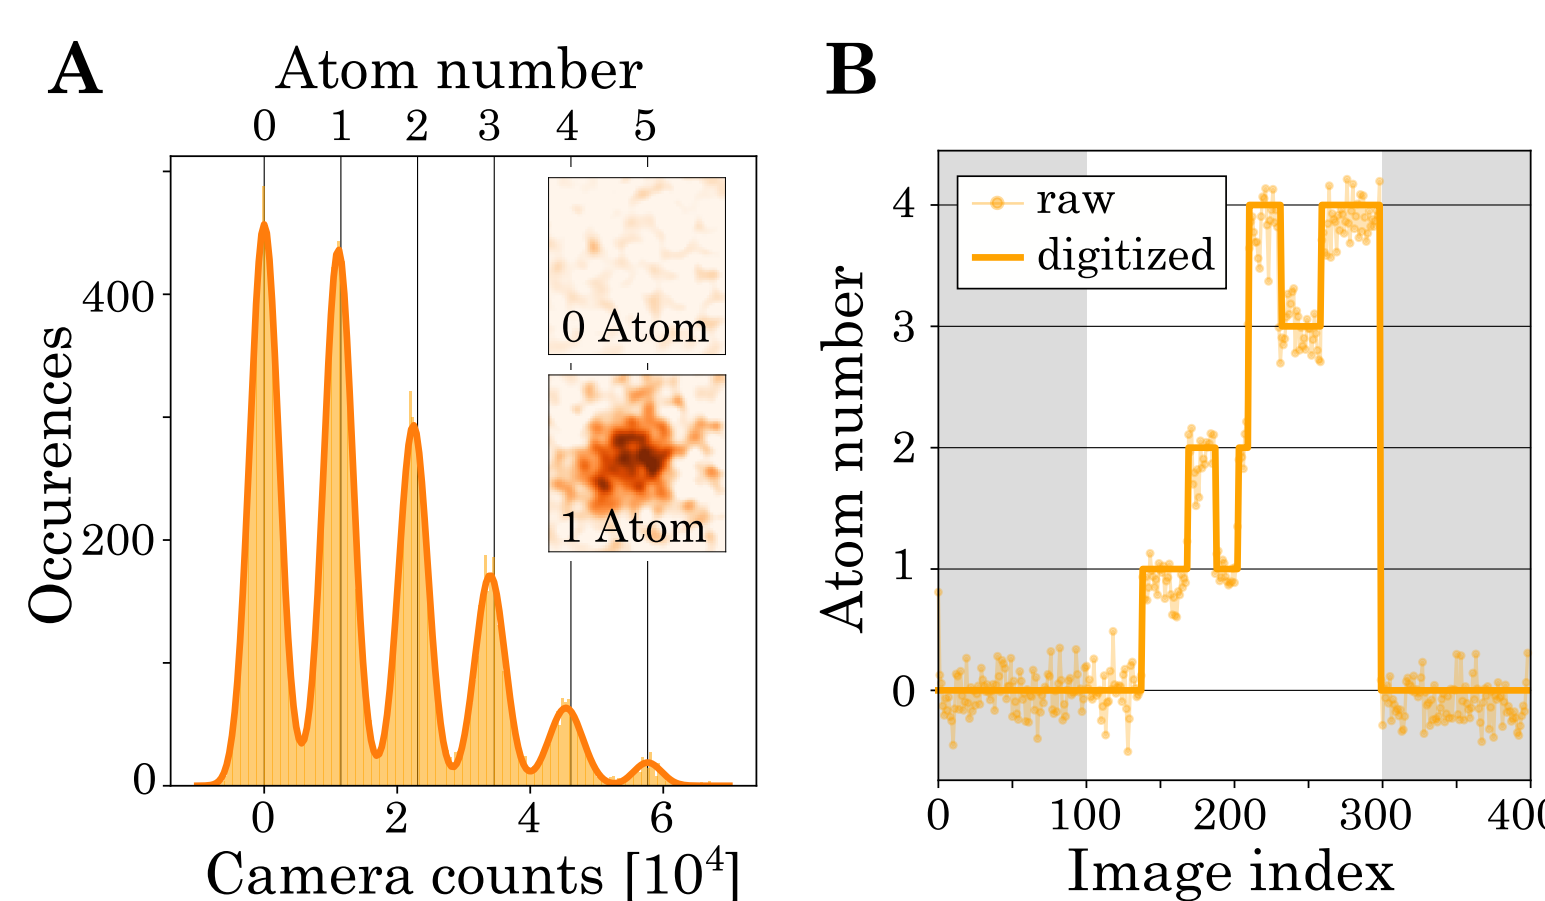 A
Atom number
0 1 2 3 4 5
400
200
0
Occurences
0 Atom
1 Atom
0 2 4 6
Camera counts [10⁴]
B
raw
digitized
4
3
2
1
0
Atom number
0 100 200 300 400
Image index